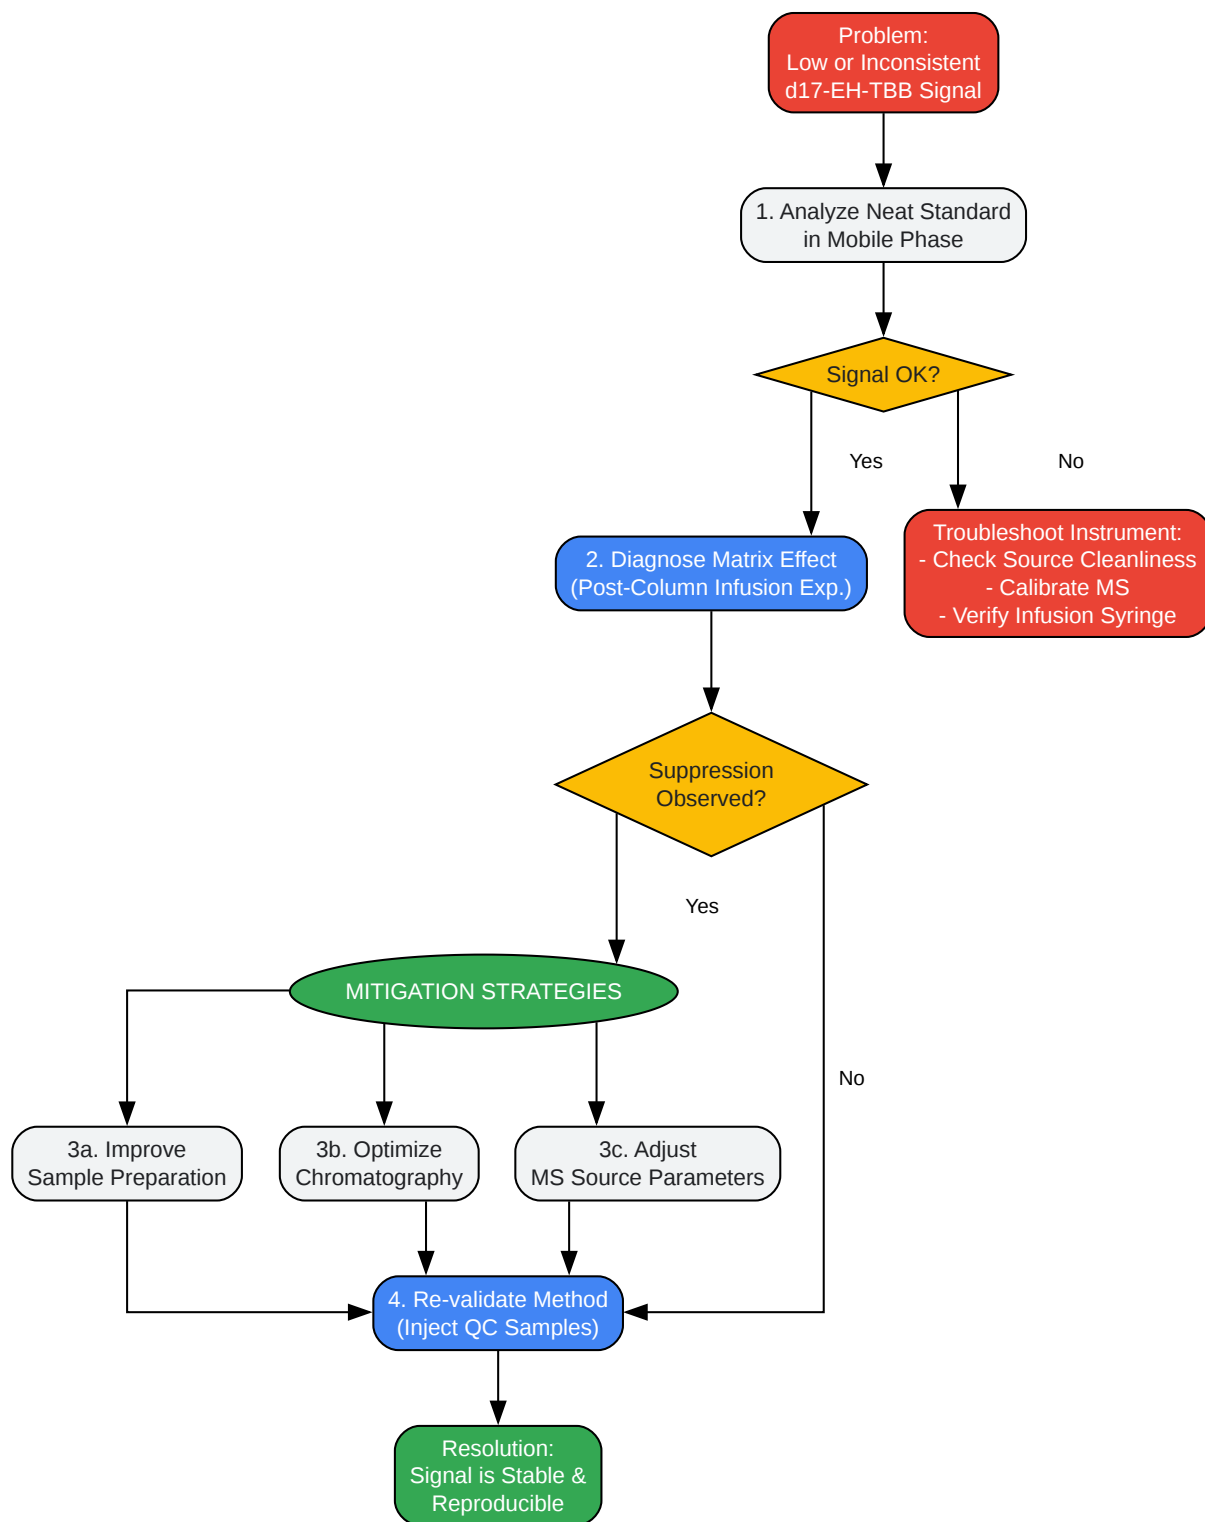 Problem:
Low or Inconsistent
d17-EH-TBB Signal
1. Analyze Neat Standard
in Mobile Phase
Signal OK?
Yes
No
2. Diagnose Matrix Effect
(Post-Column Infusion Exp.)
Troubleshoot Instrument:
- Check Source Cleanliness
- Calibrate MS
- Verify Infusion Syringe
Suppression
Observed?
Yes
MITIGATION STRATEGIES
No
3a. Improve
Sample Preparation
3b. Optimize
Chromatography
3c. Adjust
MS Source Parameters
4. Re-validate Method
(Inject QC Samples)
Resolution:
Signal is Stable &
Reproducible